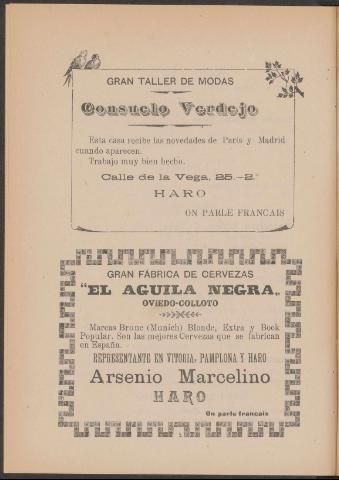 GRAN TALLER DE MODAS
Consuelo Verdejo
Esta casa recibe las novedades de Paris y Madrid
cuando aparecen.
Trabajo muy bien hecho.
Calle de la Vega, 25.-2.º
HARO
ON PARLE FRANCAIS
GRAN FÁBRICA DE CERVEZAS
"EL AGUILA NEGRA„
OVIEDO-COLLOTO
Marcas Brune (Munich) Blonde, Extra y Bock
Popular. Son las mejores Cervezas que se fabrican
en España.
REPRESENTANTE EN VITORIA, PAMPLONA Y HARO
Arsenio Marcelino
HARO
On parle francais